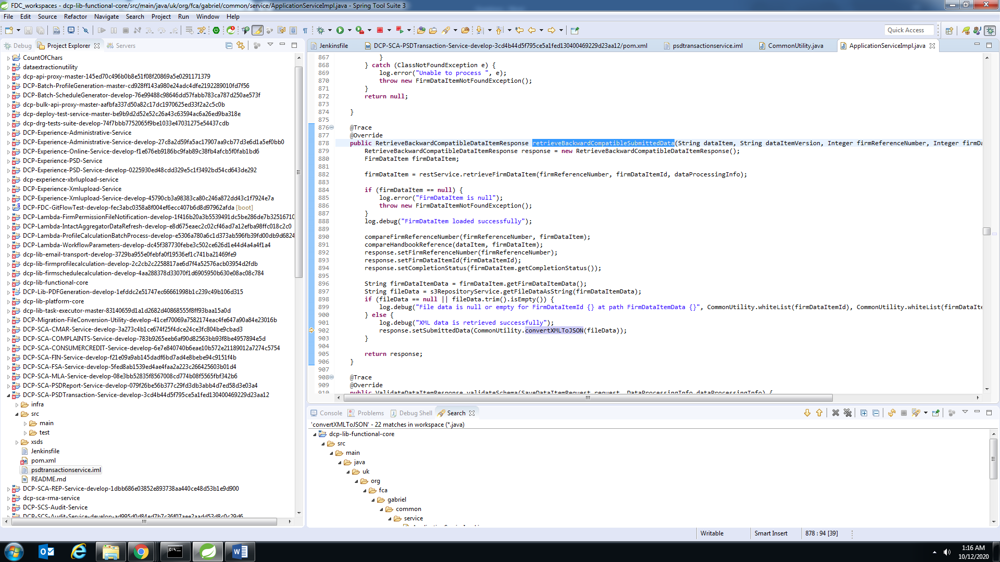 FDC_workspaces - dcp-lib-functional-core/src/main/java/uk/org/fca/gabriel/common/service/ApplicationServiceImpl.java - Spring Tool Suite 3
File Edit Source Refactor Navigate Search Project Run Window Help
Quick Access
Debug Project Explorer Servers
CountOfChars
dataextractionutility
dcp-api-proxy-master-145ed70c496b0b8e51f08f20869a5e0291171379
DCP-Batch-ProfileGeneration-master-cd928ff143a980e24adc4dfe2192289010fd7f56
DCP-Batch-ScheduleGenerator-develop-76e99488c98646dd57fabb783ca787d250ae573f
dcp-bulk-api-proxy-master-aafbfa337d50a82c17dc1970625ed33f2a2c5c0b
dcp-deploy-test-service-master-be9b9d2d52e52c26a43c63594ac6a26ed9ba318e
dcp-drg-tests-suite-develop-74f7bbb7752065f9be1033e47031275e54437cdb
DCP-Experience-Administrative-Service
DCP-Experience-Administrative-Service-develop-27c8a2d59fa5ac17907aa9cb77d3e6d1a5ef0bb0
DCP-Experience-Online-Service-develop-f1e676eb9186bc9fab89c38fb4afcb5f0fab1bd6
DCP-Experience-PSD-Service
DCP-Experience-PSD-Service-develop-0225930ed48cdd329e5c1f3492bd54cd643de292
dcp-experience-xbrlupload-service
DCP-Experience-Xmlupload-Service
DCP-Experience-Xmlupload-Service-develop-45790cb3a98383ca80c246a872dd43c1f7924e7a
DCP-FDC-GitFlowTest-develop-fec3abc0358a8f004ef6ecc407b6d8d97962afda [boot]
DCP-Lambda-FirmPermissionFileNotification-develop-1f416b20a3b5539491dc5be286de7b32516710
DCP-Lambda-IntactAggregatorDataRefresh-develop-e8d675eaec2c02cf46ad7a12efba98ffc018c2c0
DCP-Lambda-ProfileCalculationBatchProcess-develop-e5306a780a6c1d373ab596fb39fd00db9d6824
DCP-Lambda-WorkflowParameters-develop-dc45f387730febe3c502ce626d1e44d4a4a4f1a4
dcp-lib-email-transport-develop-3729ba955e0febfa0f19536ef1c741ba21469fe9
dcp-lib-firmprofilecalculation-develop-2c2cb2c2258817ae6d7f4a52576acb03954d2fdb
dcp-lib-firmschedulecalculation-develop-4aa288378d33070f1d6905950b630e08ac08c784
dcp-lib-functional-core
DCP-Lib-PDFGeneration-develop-1efddc2e51747ec66661998b1c239c49b106d315
dcp-lib-platform-core
dcp-lib-task-executor-master-83140659d1a1d2682d40868555f8ff93baa15a0d
DCP-Migration-FileConversion-Utility-develop-41cef70069a7582174eac4fe647a90a84e23016b
DCP-SCA-CMAR-Service-develop-3a273c4b1ce674f25f4dce24ce3fc804be9cbad3
DCP-SCA-COMPLAINTS-Service-develop-783b9265eeb6af90d82563bb93f8be4957894e5d
DCP-SCA-CONSUMERCREDIT-Service-develop-6e7e840740b6eae10b572e21189012a7274c5754
DCP-SCA-FIN-Service-develop-f21e09a9ab145dadf6bd7ad4e8bebe94c9151f4b
DCP-SCA-FSA-Service-develop-5fed8ab1539ed4ae4faa2a223c266425603b01d4
DCP-SCA-MLA-Service-develop-08e3bb52835f8567008cd774b08f5565fbf342b6
DCP-SCA-PSDReport-Service-develop-079f26be56b377c29fd3db3abb4d7ed58d3e03a4
DCP-SCA-PSDTransaction-Service-develop-3cd4b44d5f795ce5a1fed130400469229d23aa12
infra
src
main
test
xsds
Jenkinsfile
pom.xml
psdtransactionservice.iml
README.md
DCP-SCA-REP-Service-develop-1dbb686e03852e893738aa440ce48d53b1e9d900
dcp-sca-rma-service
DCP-SCS-Audit-Service
DCP-SCS-Audit-Service-develop-ad995d0d84ed7b7c36f07aee2aadd53d8c0c29d6
Jenkinsfile DCP-SCA-PSDTransaction-Service-develop-3cd4b44d5f795ce5a1fed130400469229d23aa12/pom.xml psdtransactionservice.iml CommonUtility.java ApplicationServiceImpl.java
867 }
868 } catch (ClassNotFoundException e) {
869 log.error("Unable to process ", e);
870 throw new FirmDataItemNotFoundException();
871 }
872 return null;
873
874 }
875
876 @Trace
877 @Override
878 public RetrieveBackwardCompatibleDataItemResponse retrieveBackwardCompatibleSubmittedData(String dataItem, String dataItemVersion, Integer firmReferenceNumber, Integer firmDa
879 RetrieveBackwardCompatibleDataItemResponse response = new RetrieveBackwardCompatibleDataItemResponse();
880 FirmDataItem firmDataItem;
881
882 firmDataItem = restService.retrieveFirmDataItem(firmReferenceNumber, firmDataItemId, dataProcessingInfo);
883
884 if (firmDataItem == null) {
885 log.error("FirmDataItem is null");
886 throw new FirmDataItemNotFoundException();
887 }
888 log.debug("FirmDataItem loaded successfully");
889
890 compareFirmReferenceNumber(firmReferenceNumber, firmDataItem);
891 compareHandbookReference(dataItem, firmDataItem);
892 response.setFirmReferenceNumber(firmReferenceNumber);
893 response.setFirmDataItemId(firmDataItemId);
894 response.setCompletionStatus(firmDataItem.getCompletionStatus());
895
896 String firmDataItemData = firmDataItem.getFirmDataItemData();
897 String fileData = s3RepositoryService.getFileDataAsString(firmDataItemData);
898 if (fileData == null || fileData.trim().isEmpty()) {
899 log.debug("File data is null or empty for FirmDataItemId {} at path FirmDataItemData {}", CommonUtility.whiteList(firmDataItemId), CommonUtility.whiteList(firmDataIte
900 } else {
901 log.debug("XML data is retrieved successfully");
902 response.setSubmittedData(CommonUtility.convertXMLToJSON(fileData));
903 }
904
905 return response;
906 }
907
908 @Trace
909 @Override
910 public ValidateDataItemResponse validateSchema(SaveDataItemRequest request, DataProcessingInfo dataProcessingInfo) {
Console Problems Debug Shell Search
'convertXMLToJSON' - 22 matches in workspace (*.java)
dcp-lib-functional-core
src
main
java
uk
org
fca
gabriel
common
service
Writable Smart Insert 878 : 94 [39]
1:16 AM
10/12/2020